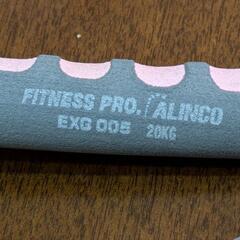 FITNESS PRO. ALINCO
EXG 005 20KG